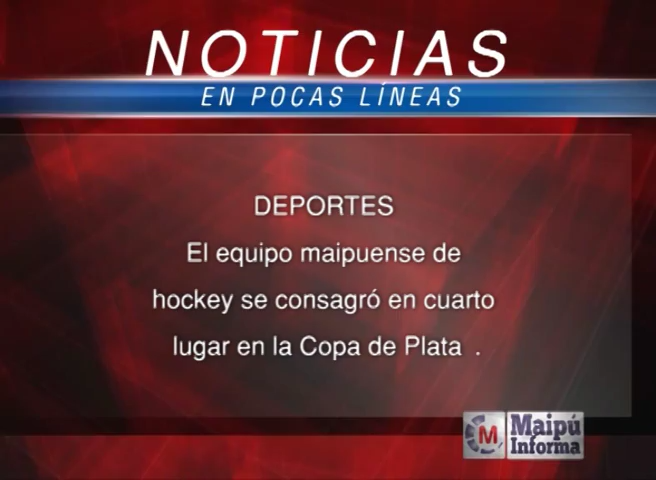 NOTICIAS
EN POCAS LÍNEAS
DEPORTES
El equipo maipuense de
hockey se consagró en cuarto
lugar en la Copa de Plata .
M
Maipú
Informa